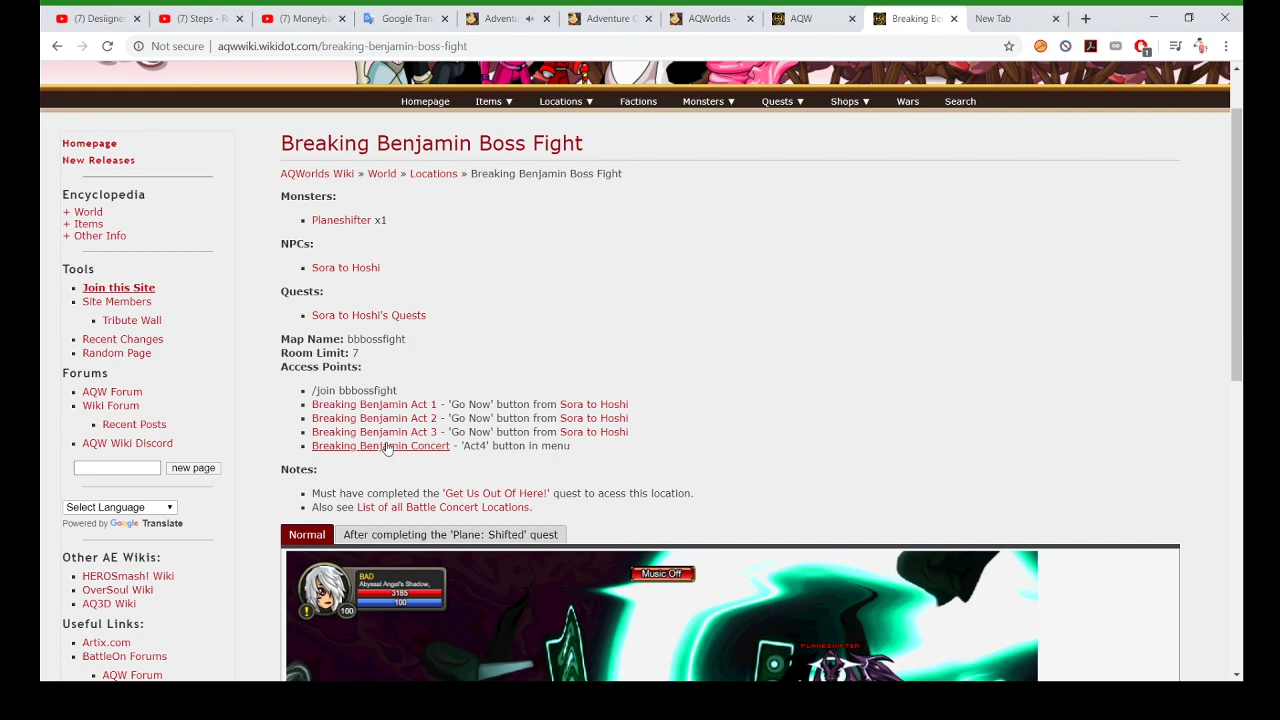 (7) Desiigner
(7) Steps - R
(7) Moneyba
Google Tran
Adventu
Adventure C
AQWorlds -
AQW
Breaking Be
New Tab
Not secure
aqwwiki.wikidot.com/breaking-benjamin-boss-fight
Homepage Items ▼ Locations ▼ Factions Monsters ▼ Quests ▼ Shops ▼ Wars Search
Homepage
New Releases
Encyclopedia
+ World
+ Items
+ Other Info
Tools
Join this Site
Site Members
Tribute Wall
Recent Changes
Random Page
Forums
AQW Forum
Wiki Forum
Recent Posts
AQW Wiki Discord
new page
Select Language ▼
Powered by Google Translate
Other AE Wikis:
HEROSmash! Wiki
OverSoul Wiki
AQ3D Wiki
Useful Links:
Artix.com
BattleOn Forums
AQW Forum
Breaking Benjamin Boss Fight
AQWorlds Wiki » World » Locations » Breaking Benjamin Boss Fight
Monsters:
Planeshifter x1
NPCs:
Sora to Hoshi
Quests:
Sora to Hoshi's Quests
Map Name: bbbossfight
Room Limit: 7
Access Points:
/join bbbossfight
Breaking Benjamin Act 1 - 'Go Now' button from Sora to Hoshi
Breaking Benjamin Act 2 - 'Go Now' button from Sora to Hoshi
Breaking Benjamin Act 3 - 'Go Now' button from Sora to Hoshi
Breaking Benjamin Concert - 'Act4' button in menu
Notes:
Must have completed the 'Get Us Out Of Here!' quest to acess this location.
Also see List of all Battle Concert Locations.
Normal
After completing the 'Plane: Shifted' quest
BAD
Abyssal Angel's Shadow,
3185
100
100
Music Off
PLANESHIFTER